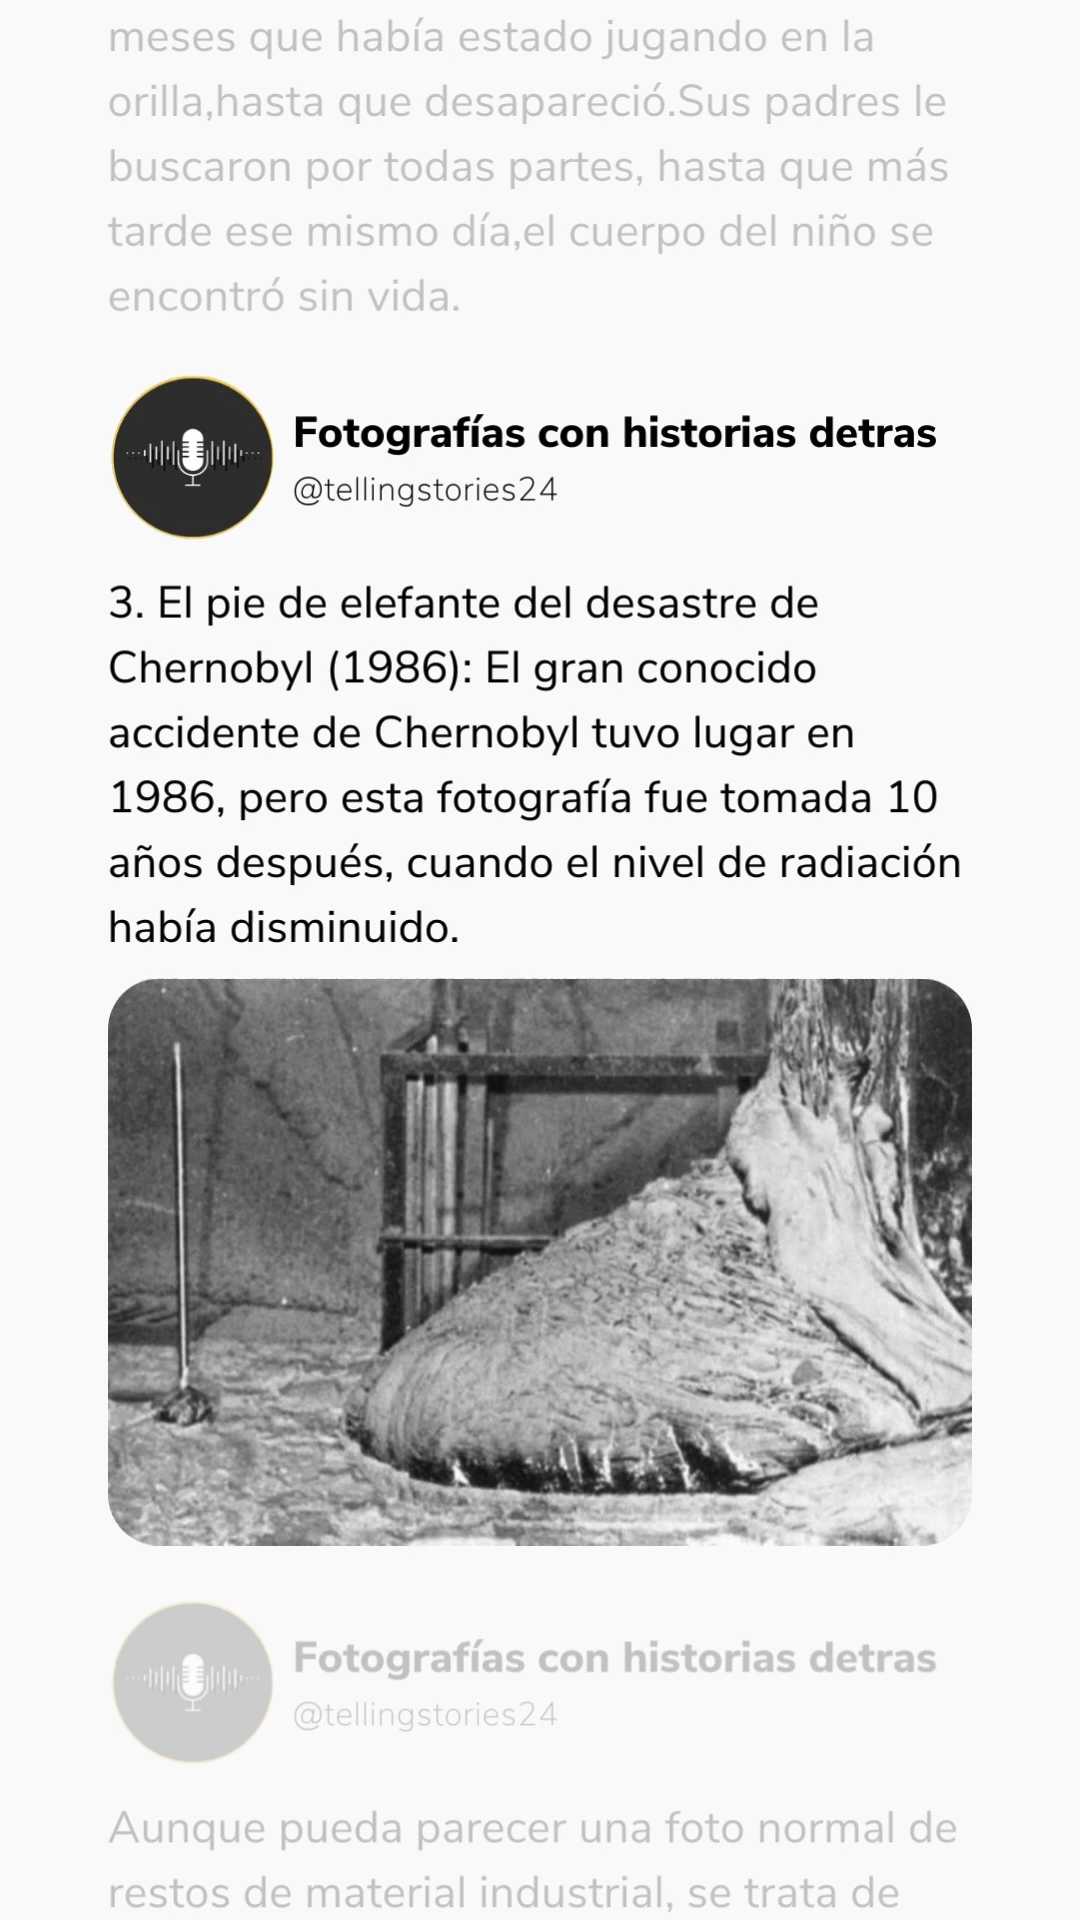 meses que había estado jugando en la
orilla,hasta que desapareció.Sus padres le
buscaron por todas partes, hasta que más
tarde ese mismo día,el cuerpo del niño se
encontró sin vida.
Fotografías con historias detras
@tellingstories24
3. El pie de elefante del desastre de
Chernobyl (1986): El gran conocido
accidente de Chernobyl tuvo lugar en
1986, pero esta fotografía fue tomada 10
años después, cuando el nivel de radiación
había disminuido.
Fotografías con historias detras
@tellingstories24
Aunque pueda parecer una foto normal de
restos de material industrial, se trata de